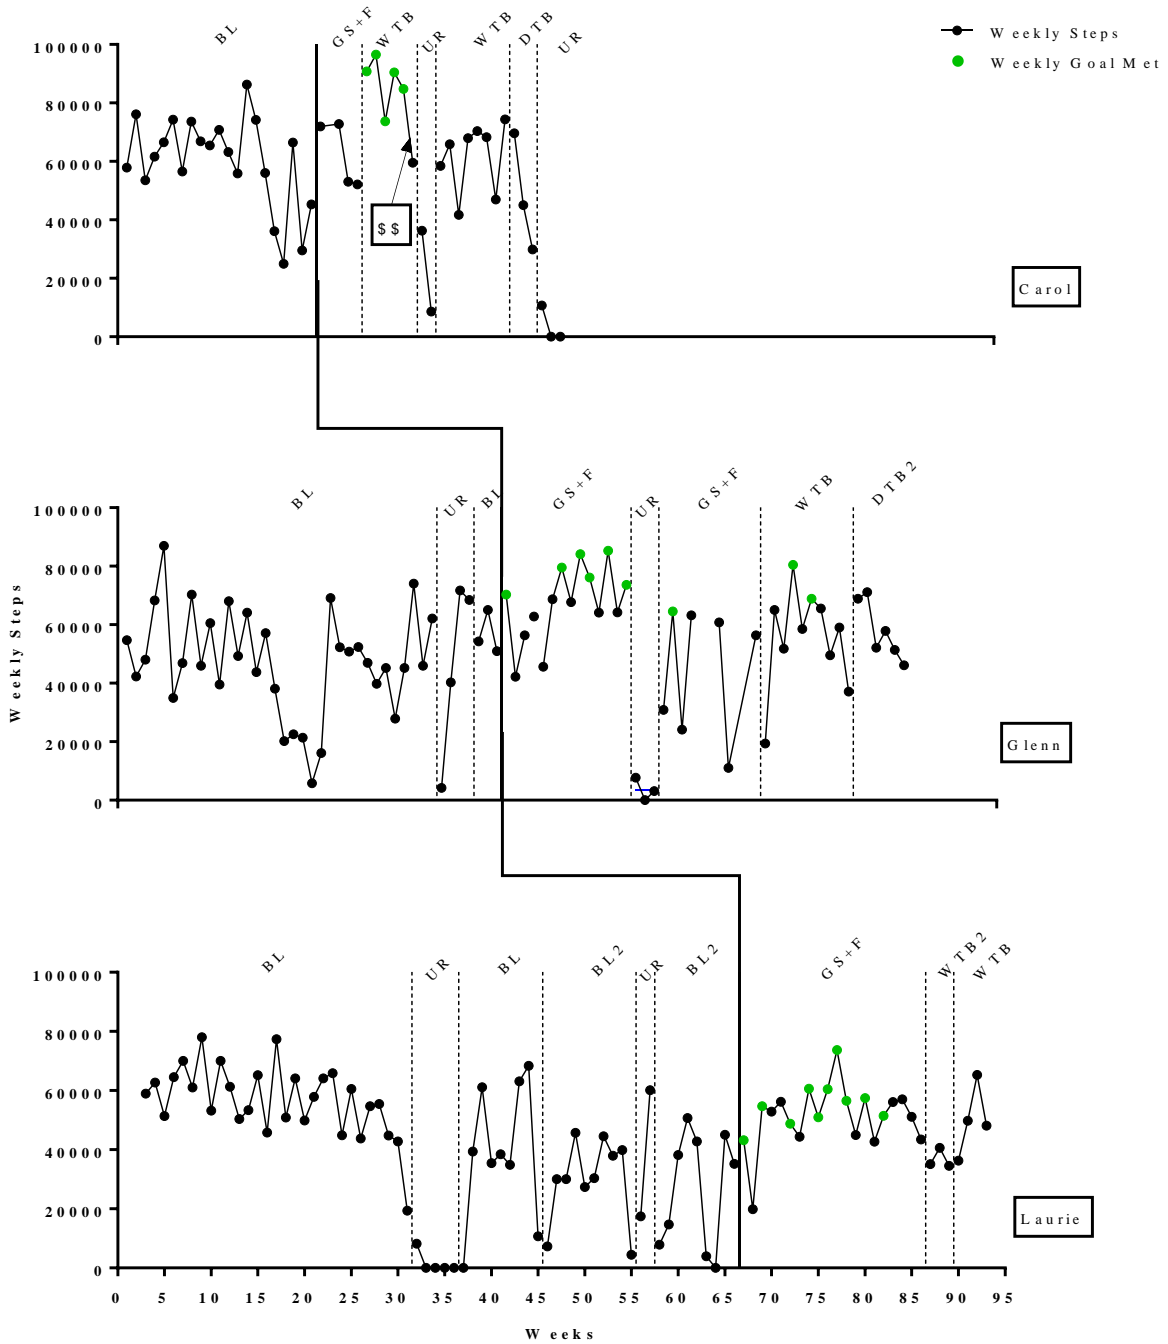 Weekly Steps
Weekly Goal Met
BL GS+F WTB UR WTB DTB UR
100000
80000
60000
40000
20000
0
$$
Carol
BL UR BL GS+F UR GS+F WTB DTB2
100000
80000
60000
40000
20000
0
Weekly Steps
Glenn
BL UR BL BL2 UR BL2 GS+F WTB2 WTB
100000
80000
60000
40000
20000
0
Laurie
0 5 10 15 20 25 30 35 40 45 50 55 60 65 70 75 80 85 90 95
Weeks